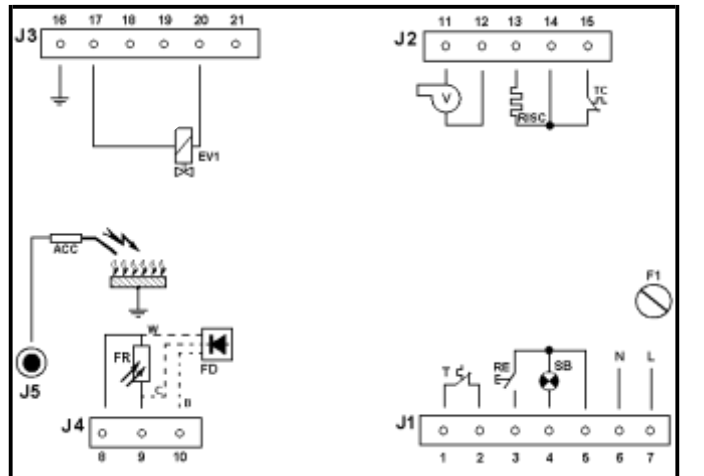 16 17 18 19 20 21
J3
EV1
11 12 13 14 15
J2
V
RISC
TC
ACC
J5
W
FR
FD
C
B
J4
8 9 10
F1
T
RE
SB
N L
J1
1 2 3 4 5 6 7